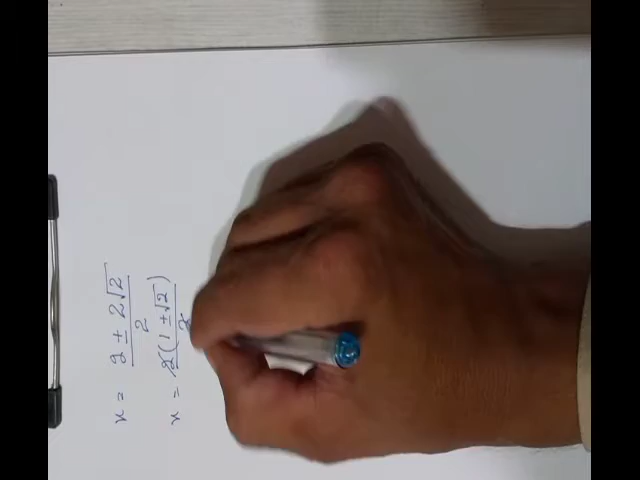 x = 2 ± 2√2 / 2
x = 2(1 ± √2) / 2